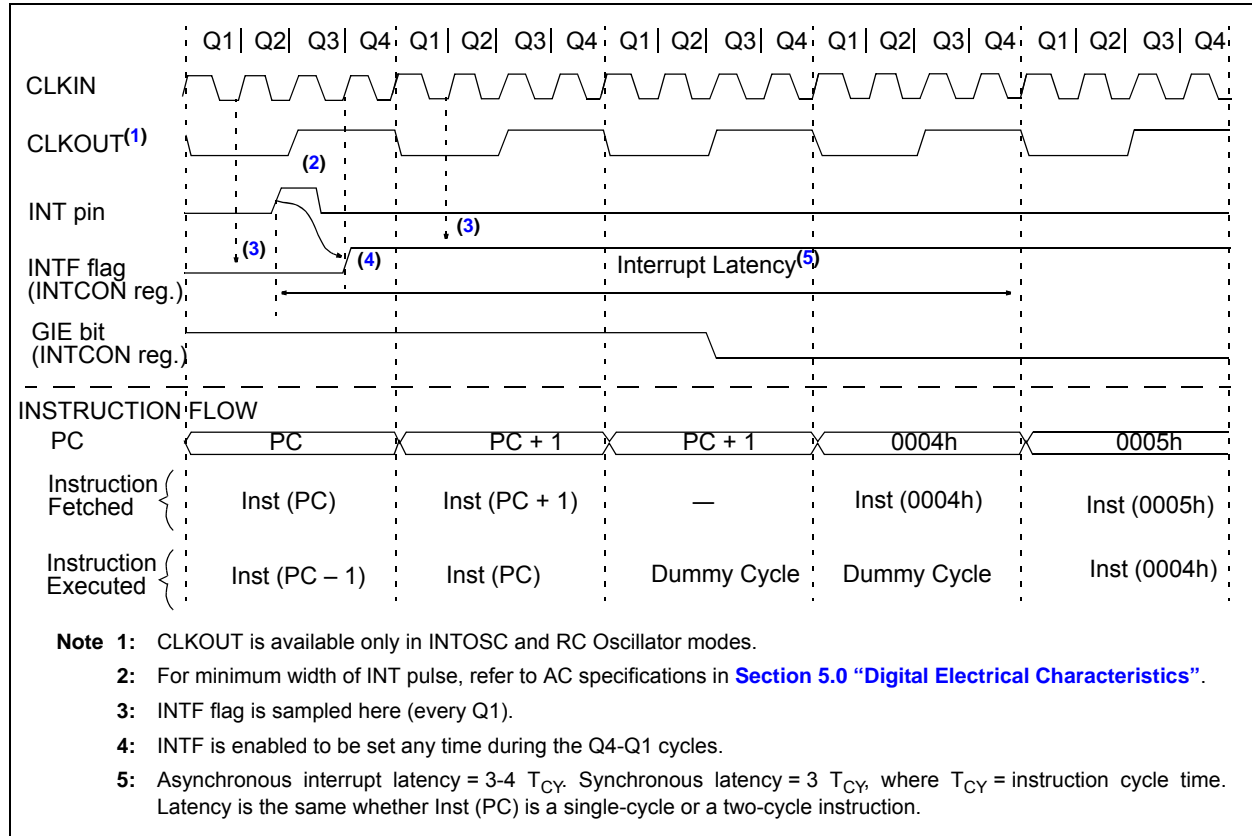 Q1 Q2 Q3 Q4 Q1 Q2 Q3 Q4 Q1 Q2 Q3 Q4 Q1 Q2 Q3 Q4 Q1 Q2 Q3 Q4
CLKIN
CLKOUT(1)
(2)
INT pin
(3)
(3)
(4)
INTF flag
(INTCON reg.)
Interrupt Latency(5)
GIE bit
(INTCON reg.)
INSTRUCTION FLOW
PC PC PC + 1 PC + 1 0004h 0005h
Instruction
Fetched
Inst (PC) Inst (PC + 1) — Inst (0004h) Inst (0005h)
Instruction
Executed
Inst (PC – 1) Inst (PC) Dummy Cycle Dummy Cycle Inst (0004h)
Note 1: CLKOUT is available only in INTOSC and RC Oscillator modes.
2: For minimum width of INT pulse, refer to AC specifications in Section 5.0 “Digital Electrical Characteristics”.
3: INTF flag is sampled here (every Q1).
4: INTF is enabled to be set any time during the Q4-Q1 cycles.
5: Asynchronous interrupt latency = 3-4 TCY. Synchronous latency = 3 TCY, where TCY = instruction cycle time.
Latency is the same whether Inst (PC) is a single-cycle or a two-cycle instruction.